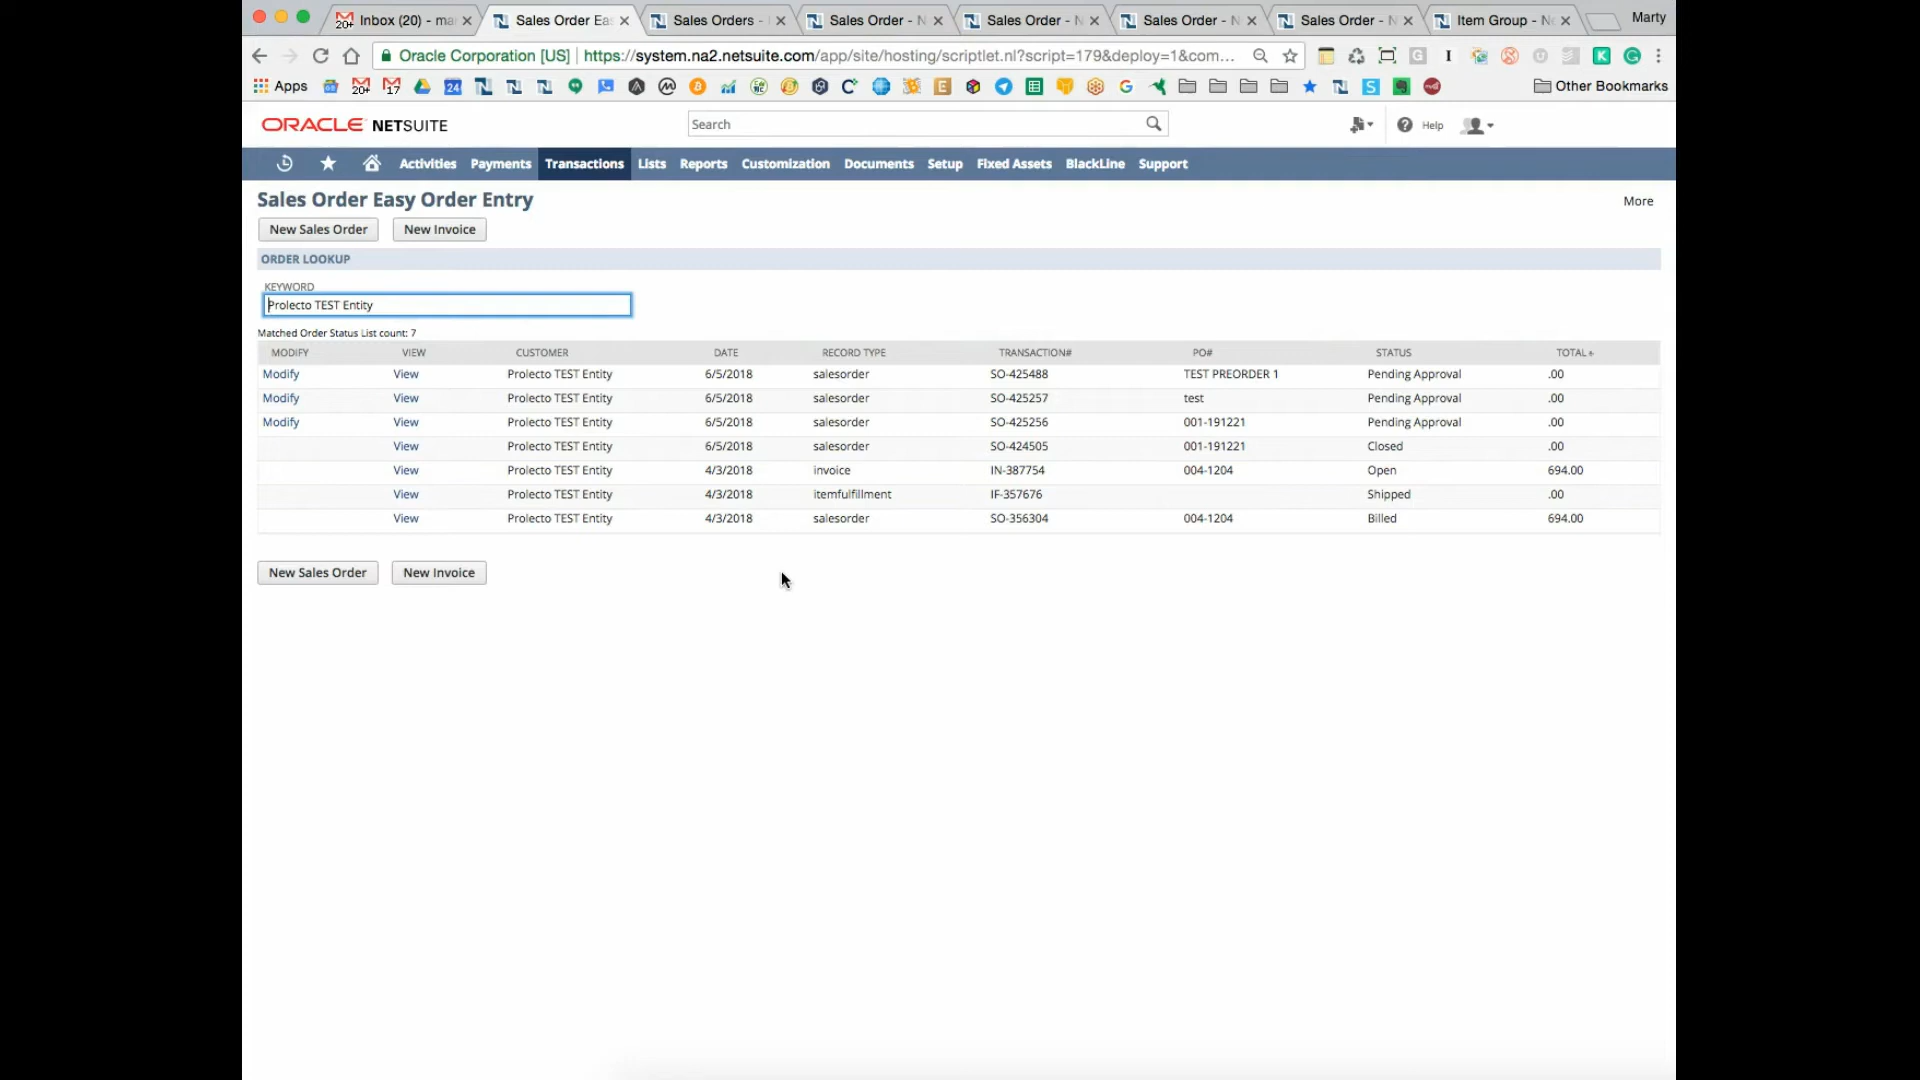 Inbox (20) - ma
Sales Order Ea
Sales Orders -
Sales Order - N
Sales Order - N
Sales Order - N
Sales Order - N
Item Group - Ne
Marty
Oracle Corporation [US] https://system.na2.netsuite.com/app/site/hosting/scriptlet.nl?script=179&deploy=1&com...
Apps
Other Bookmarks
ORACLE NETSUITE
Search
Help
Activities Payments Transactions Lists Reports Customization Documents Setup Fixed Assets BlackLine Support
Sales Order Easy Order Entry
More
New Sales Order New Invoice
ORDER LOOKUP
KEYWORD
Prolecto TEST Entity
Matched Order Status List count: 7
MODIFY VIEW CUSTOMER DATE RECORD TYPE TRANSACTION# PO# STATUS TOTAL
Modify View Prolecto TEST Entity 6/5/2018 salesorder SO-425488 TEST PREORDER 1 Pending Approval .00
Modify View Prolecto TEST Entity 6/5/2018 salesorder SO-425257 test Pending Approval .00
Modify View Prolecto TEST Entity 6/5/2018 salesorder SO-425256 001-191221 Pending Approval .00
View Prolecto TEST Entity 6/5/2018 salesorder SO-424505 001-191221 Closed .00
View Prolecto TEST Entity 4/3/2018 invoice IN-387754 004-1204 Open 694.00
View Prolecto TEST Entity 4/3/2018 itemfulfillment IF-357676 Shipped .00
View Prolecto TEST Entity 4/3/2018 salesorder SO-356304 004-1204 Billed 694.00
New Sales Order New Invoice